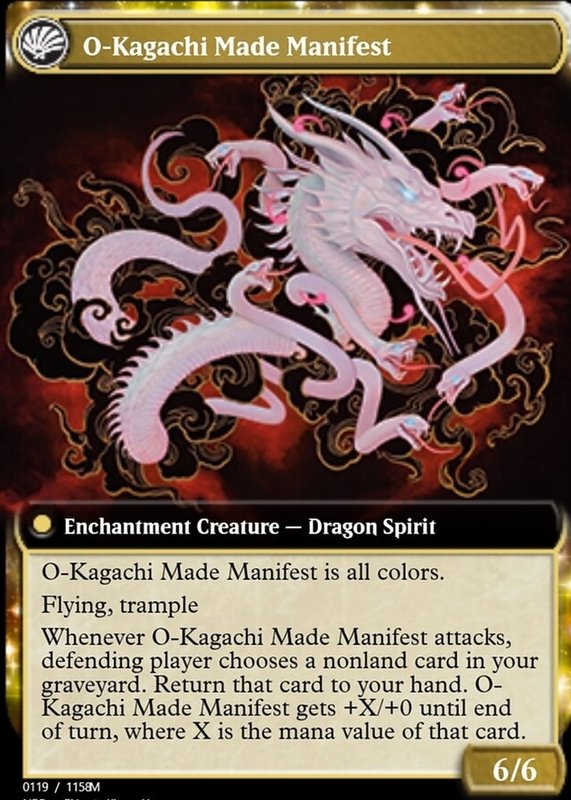 O-Kagachi Made Manifest
Enchantment Creature — Dragon Spirit
O-Kagachi Made Manifest is all colors.
Flying, trample
Whenever O-Kagachi Made Manifest attacks,
defending player chooses a nonland card in your
graveyard. Return that card to your hand. O-
Kagachi Made Manifest gets +X/+0 until end
of turn, where X is the mana value of that card.
6/6
0119 / 1158M